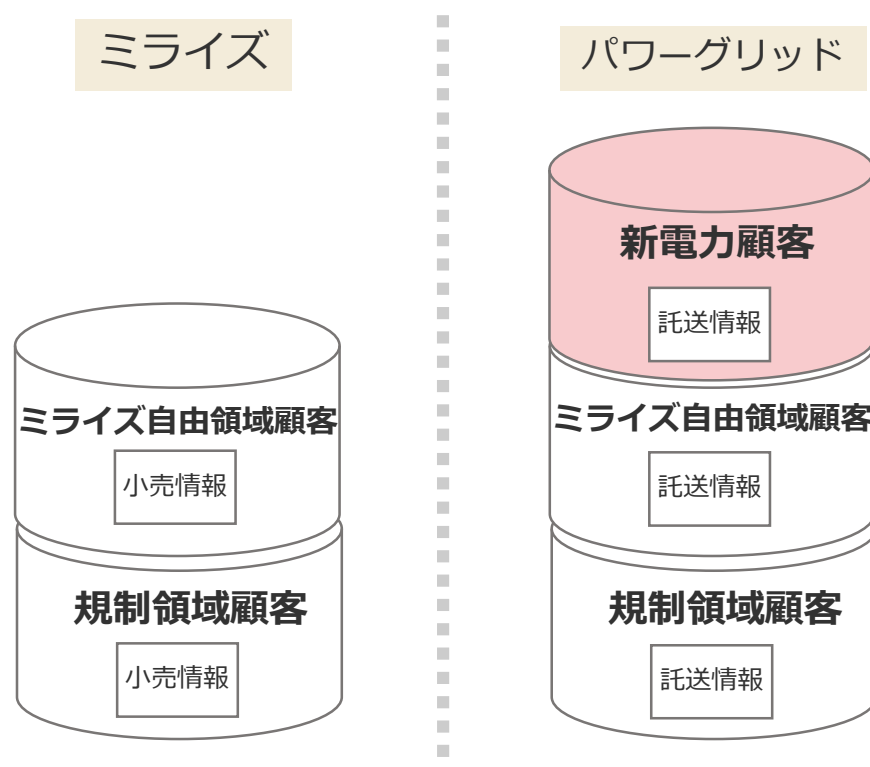 ミライズ
ミライズ自由領域顧客
小売情報
規制領域顧客
小売情報
パワーグリッド
新電力顧客
託送情報
ミライズ自由領域顧客
託送情報
規制領域顧客
託送情報